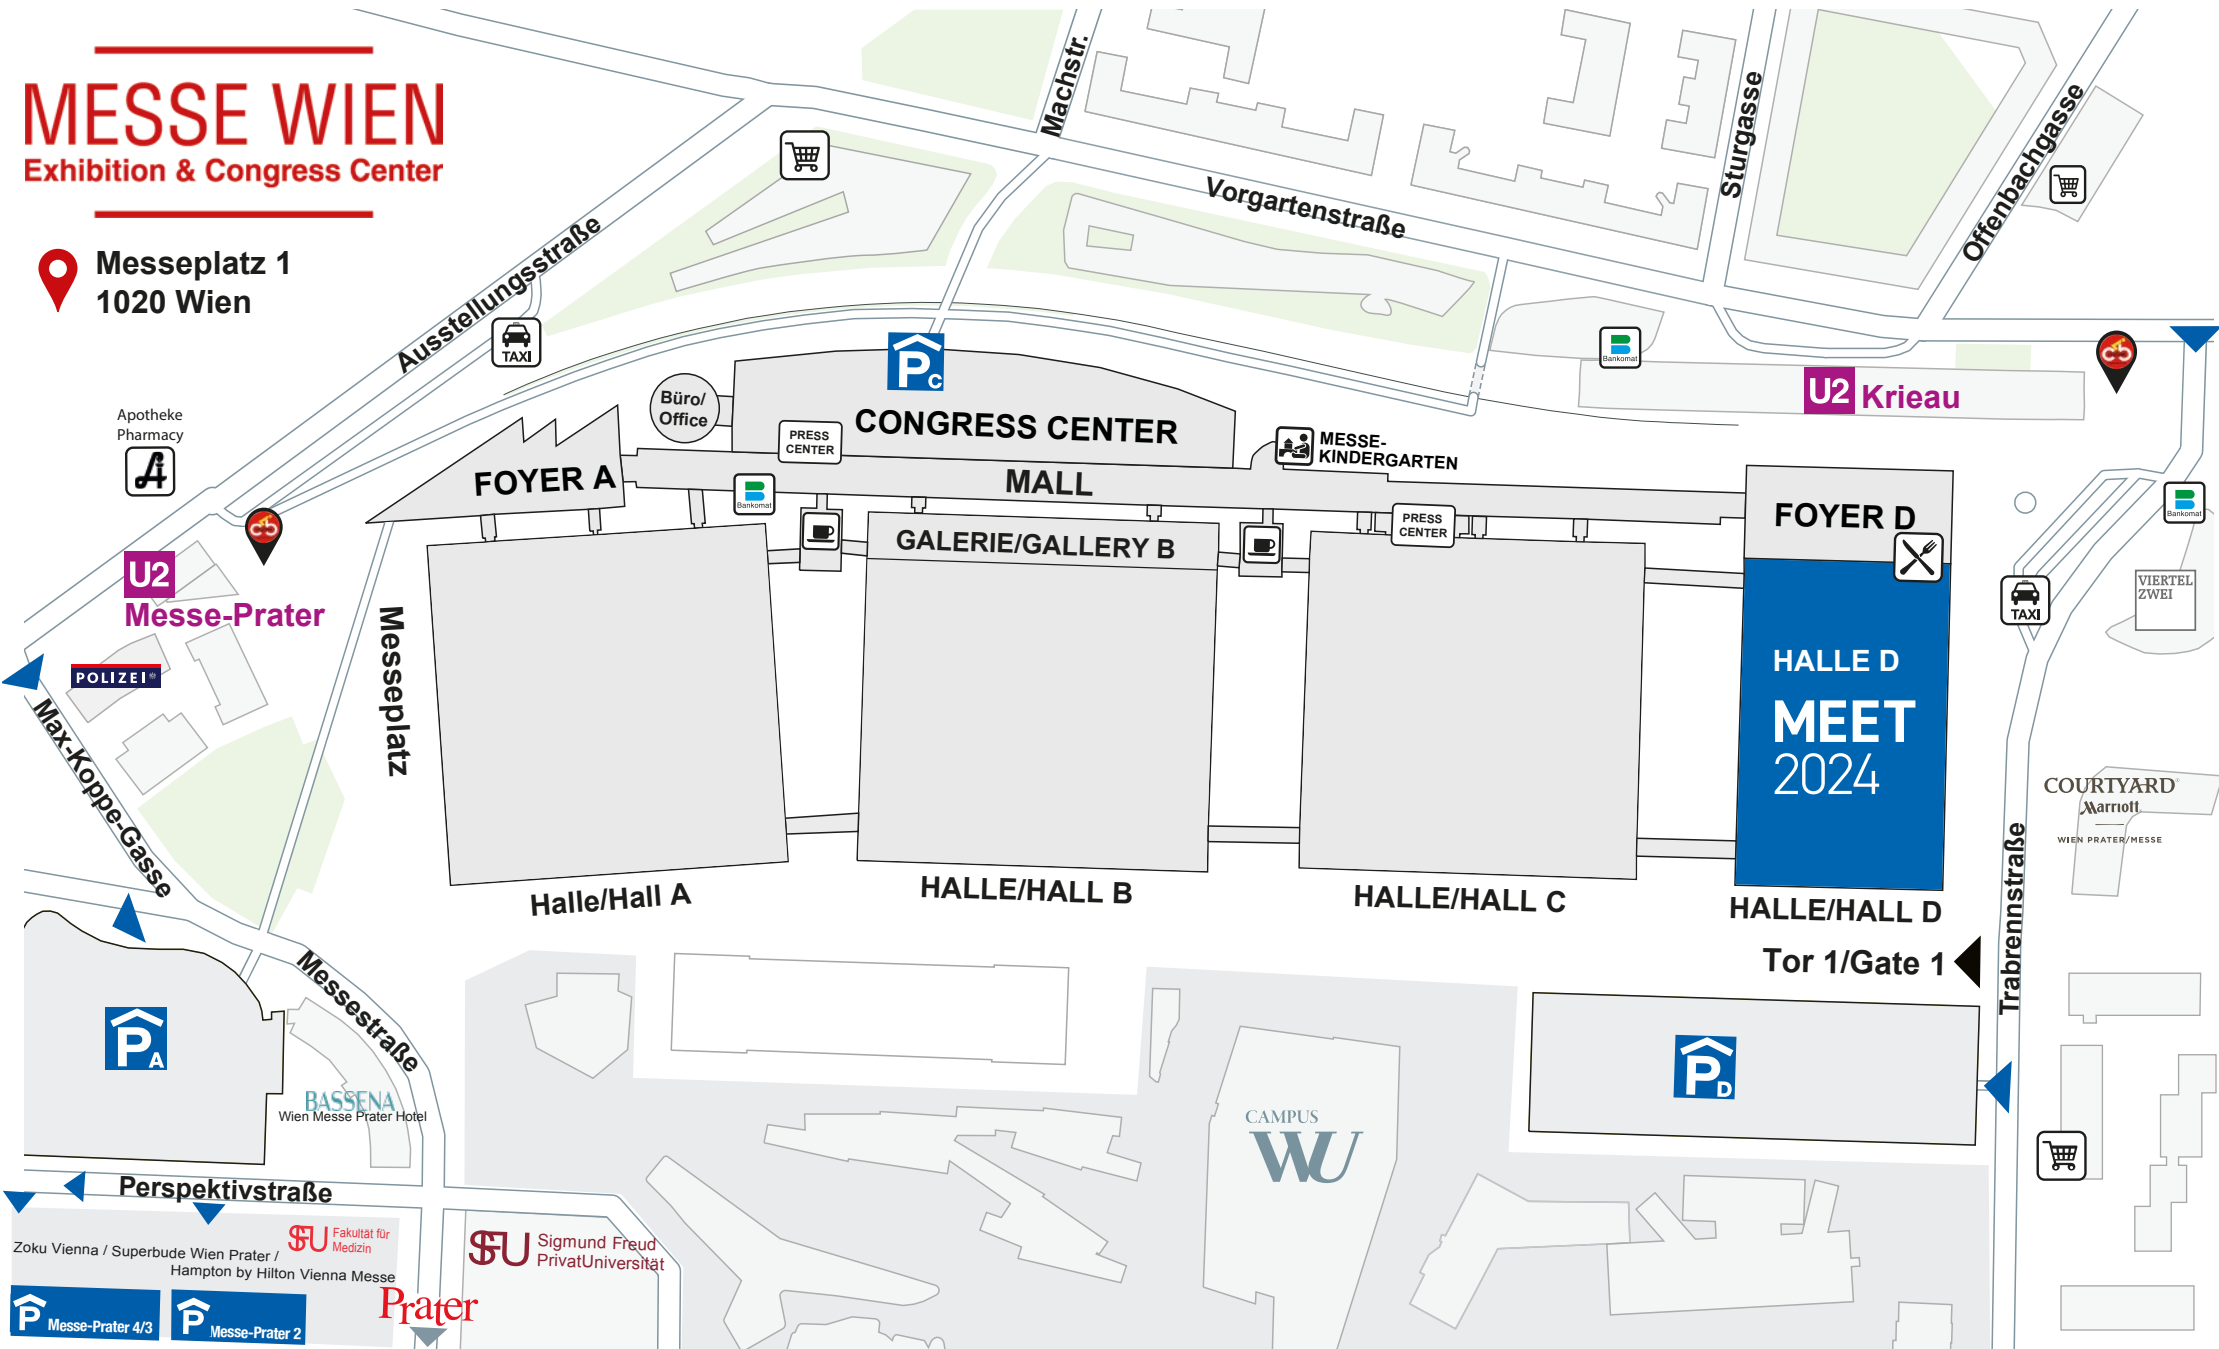 MESSE WIEN
Exhibition & Congress Center
Messeplatz 1
1020 Wien
Machstr.
Sturgasse
Offenbachgasse
Vorgartenstraße
Ausstellungsstraße
TAXI
Apotheke
Pharmacy
Büro/
Office
P C
CONGRESS CENTER
PRESS
CENTER
MESSE-
KINDERGARTEN
Bankomat
U2 Krieau
FOYER A
MALL
Bankomat
FOYER D
Bankomat
PRESS
CENTER
GALERIE/GALLERY B
U2
Messe-Prater
POLIZEI
Messeplatz
TAXI
VIERTEL
ZWEI
HALLE D
MEET
2024
COURTYARD
Marriott
WIEN PRATER/MESSE
Max-Koppe-Gasse
Halle/Hall A
HALLE/HALL B
HALLE/HALL C
HALLE/HALL D
Tor 1/Gate 1
Trabrennstraße
Messestraße
P A
P D
BASSENA
Wien Messe Prater Hotel
CAMPUS
WU
Perspektivstraße
SFU Fakultät für
Medizin
Zoku Vienna / Superbude Wien Prater /
Hampton by Hilton Vienna Messe
SFU Sigmund Freud
PrivatUniversität
P Messe-Prater 4/3
P Messe-Prater 2
Prater